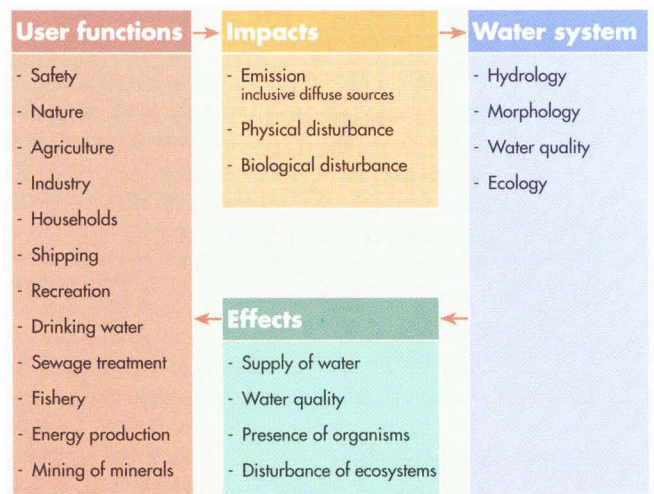 User functions
- Safety
- Nature
- Agriculture
- Industry
- Households
- Shipping
- Recreation
- Drinking water
- Sewage treatment
- Fishery
- Energy production
- Mining of minerals
Impacts
- Emission
inclusive diffuse sources
- Physical disturbance
- Biological disturbance
Water system
- Hydrology
- Morphology
- Water quality
- Ecology
Effects
- Supply of water
- Water quality
- Presence of organisms
- Disturbance of ecosystems